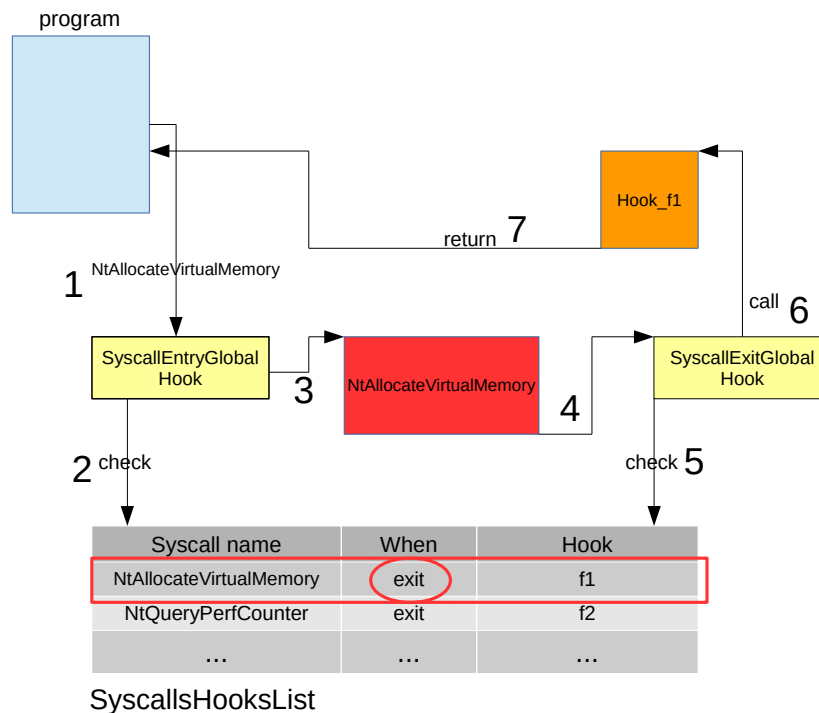 program
Hook_f1
return 7
1 NtAllocateVirtualMemory
call 6
SyscallEntryGlobal
Hook
3
NtAllocateVirtualMemory
4
SyscallExitGlobal
Hook
2 check
check 5
Syscall name When Hook
NtAllocateVirtualMemory exit f1
NtQueryPerfCounter exit f2
... ... ...
SyscallsHooksList